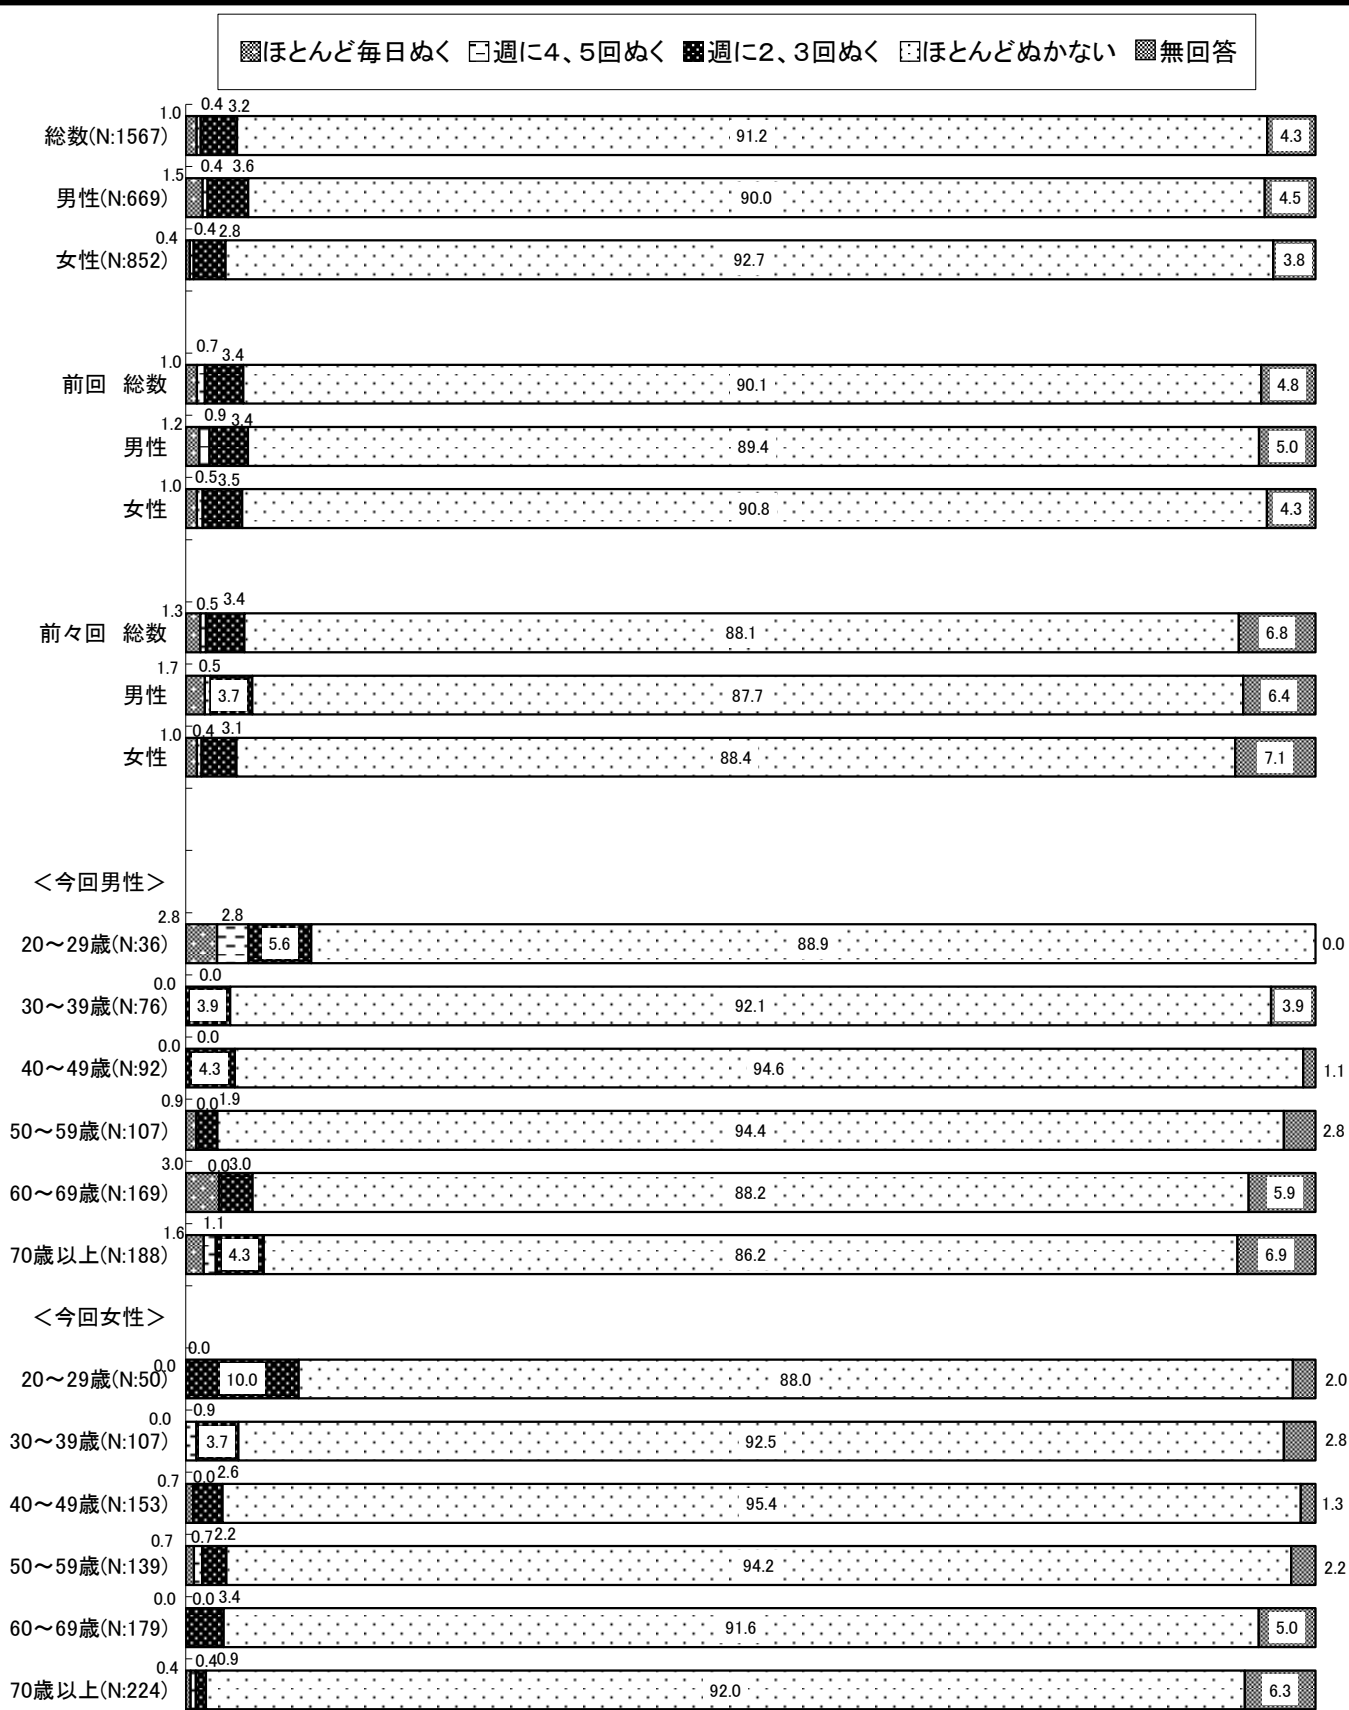 ほとんど毎日ぬく 週に4、5回ぬく 週に2、3回ぬく ほとんどぬかない 無回答
総数(N:1567) 1.0 0.4 3.2 91.2 4.3
男性(N:669) 1.5 0.4 3.6 90.0 4.5
女性(N:852) 0.4 0.4 2.8 92.7 3.8
前回 総数 1.0 0.7 3.4 90.1 4.8
男性 1.2 0.9 3.4 89.4 5.0
女性 1.0 0.5 3.5 90.8 4.3
前々回 総数 1.3 0.5 3.4 88.1 6.8
男性 1.7 0.5 3.7 87.7 6.4
女性 1.0 0.4 3.1 88.4 7.1
＜今回男性＞
20～29歳(N:36) 2.8 2.8 5.6 88.9 0.0
30～39歳(N:76) 0.0 0.0 3.9 92.1 3.9
40～49歳(N:92) 0.0 0.0 4.3 94.6 1.1
50～59歳(N:107) 0.9 0.0 1.9 94.4 2.8
60～69歳(N:169) 3.0 0.0 3.0 88.2 5.9
70歳以上(N:188) 1.6 1.1 4.3 86.2 6.9
＜今回女性＞
20～29歳(N:50) 0.0 0.0 10.0 88.0 2.0
30～39歳(N:107) 0.0 0.9 3.7 92.5 2.8
40～49歳(N:153) 0.7 0.0 2.6 95.4 1.3
50～59歳(N:139) 0.7 0.7 2.2 94.2 2.2
60～69歳(N:179) 0.0 0.0 3.4 91.6 5.0
70歳以上(N:224) 0.4 0.4 0.9 92.0 6.3